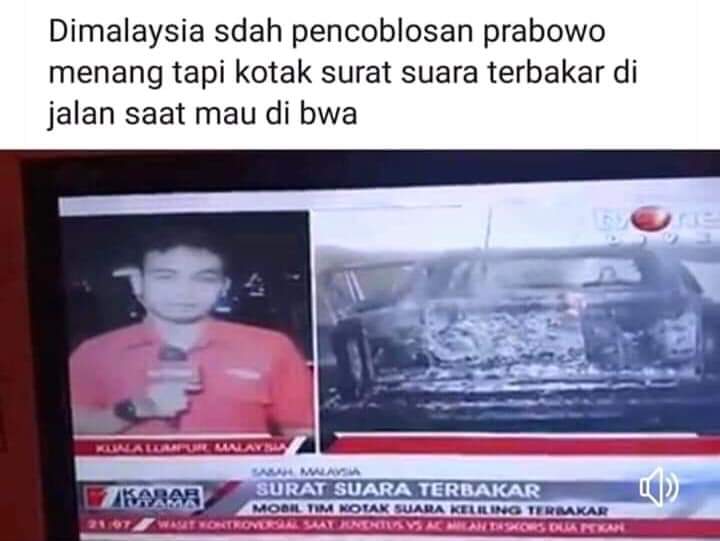 Dimalaysia sdah pencoblosan prabowo
menang tapi kotak surat suara terbakar di
jalan saat mau di bwa
tvOne
KUALA LUMPUR, MALAYSIA
SABAH, MALAYSIA
KABAR UTAMA
SURAT SUARA TERBAKAR
MOBIL TIM KOTAK SUARA KELILING TERBAKAR
21:07 WASIT KONTROVERSIAL SAAT JUVENTUS VS AC MILAN DISKORS DUA PEKAN